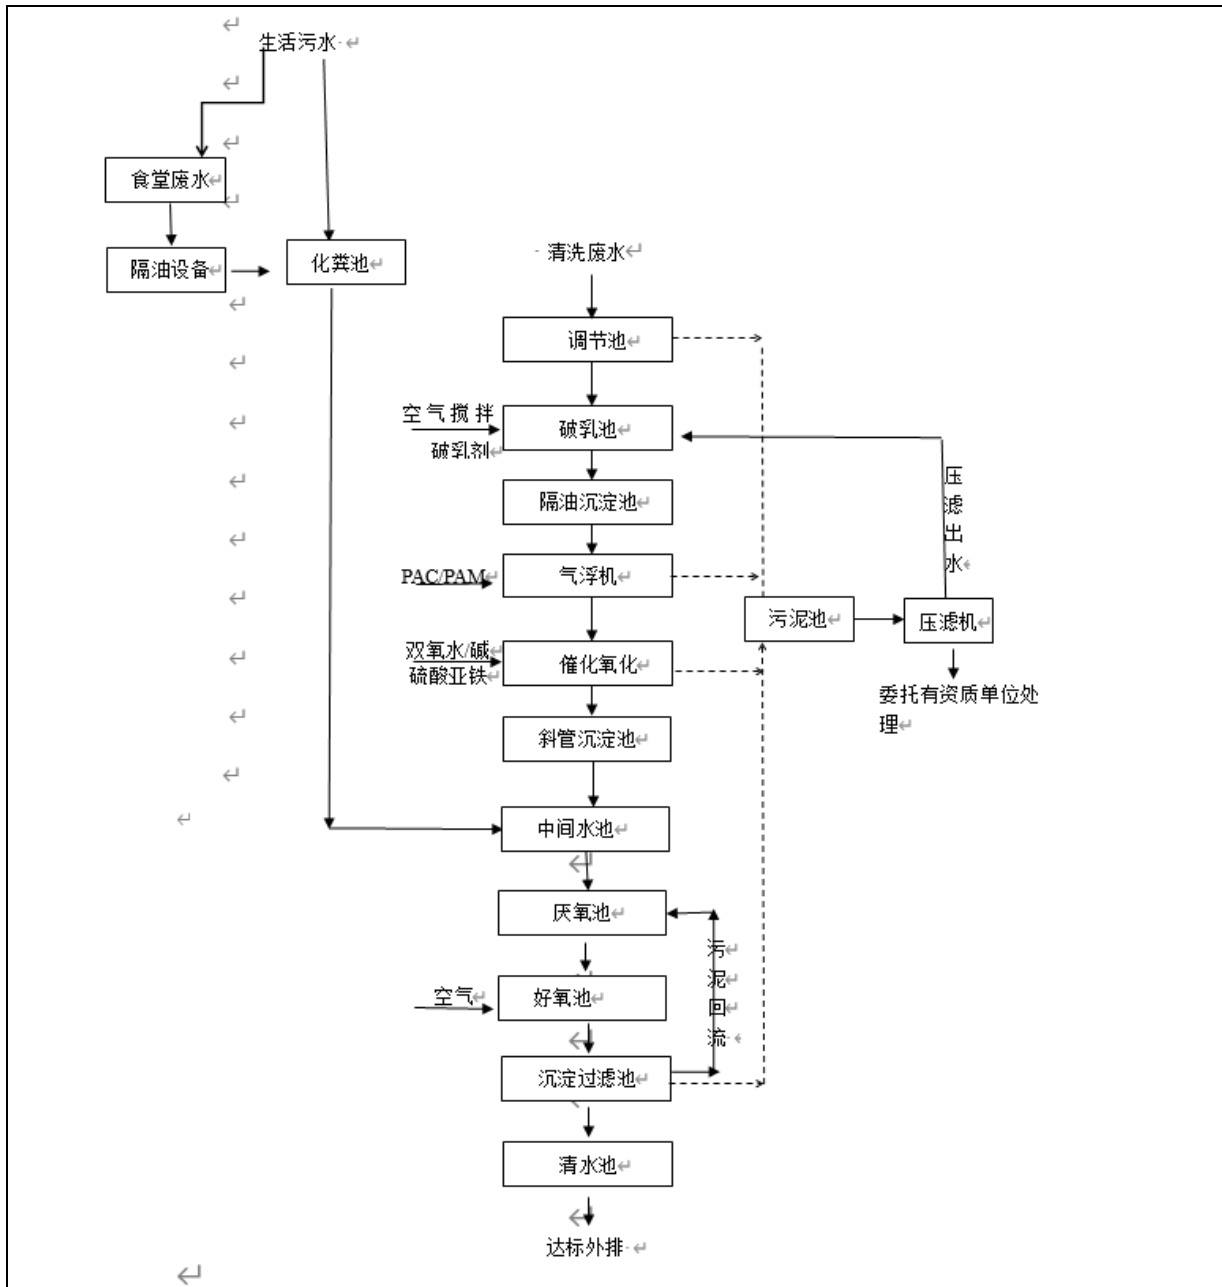 生活污水
食堂废水
隔油设备
化粪池
清洗废水
调节池
空气搅拌
破乳剂
破乳池
压滤出水
隔油沉淀池
PAC/PAM
气浮机
污泥池
压滤机
双氧水/碱
硫酸亚铁
催化氧化
委托有资质单位处
理
斜管沉淀池
中间水池
厌氧池
污泥回流
空气
好氧池
沉淀过滤池
清水池
达标外排